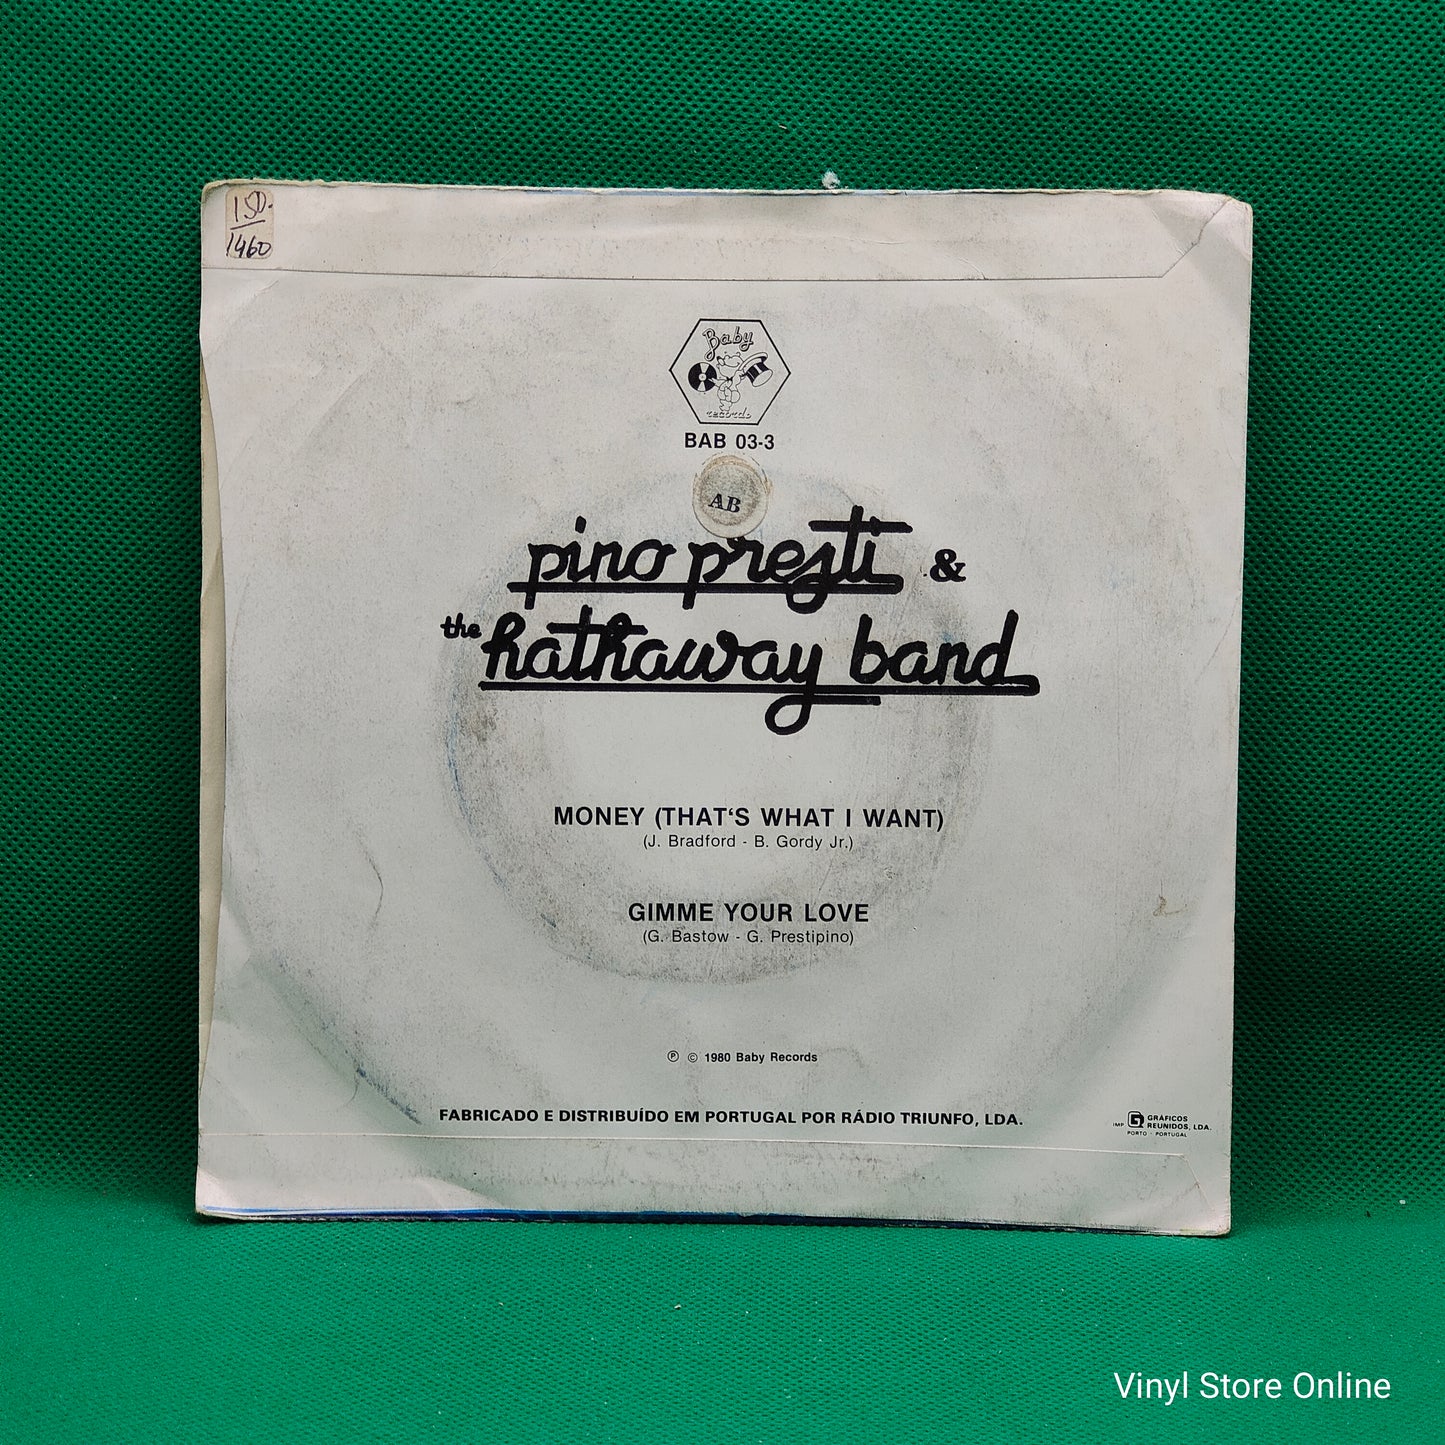 150.
1460
Baby
records
BAB 03-3
AB
pino presti &
the hathaway band
MONEY (THAT'S WHAT I WANT)
(J. Bradford - B. Gordy Jr.)
GIMME YOUR LOVE
(G. Bastow - G. Prestipino)
℗ © 1980 Baby Records
FABRICADO E DISTRIBUÍDO EM PORTUGAL POR RÁDIO TRIUNFO, LDA.
IMP GRÁFICOS
REUNIDOS, LDA.
PORTO - PORTUGAL
Vinyl Store Online